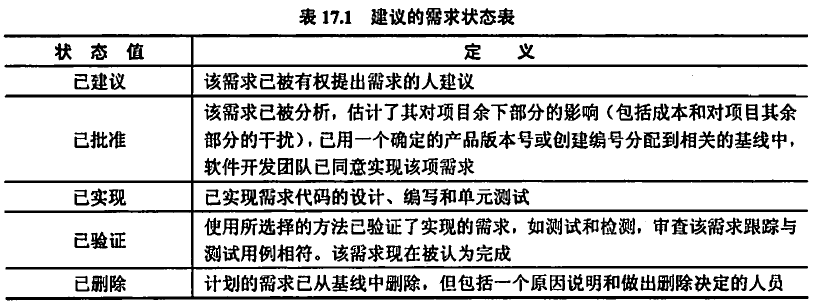 表 17.1 建议的需求状态表
状 态 值 定 义
已建议 该需求已被有权提出需求的人建议
该需求已被分析,估计了其对项目余下部分的影响(包括成本和对项目其余
已批准 部分的干扰),已用一个确定的产品版本号或创建编号分配到相关的基线中,
软件开发团队已同意实现该项需求
已实现 已实现需求代码的设计、编写和单元测试
使用所选择的方法已验证了实现的需求,如测试和检测,审查该需求跟踪与
已验证
测试用例相符。该需求现在被认为完成
已删除 计划的需求已从基线中删除,但包括一个原因说明和做出删除决定的人员